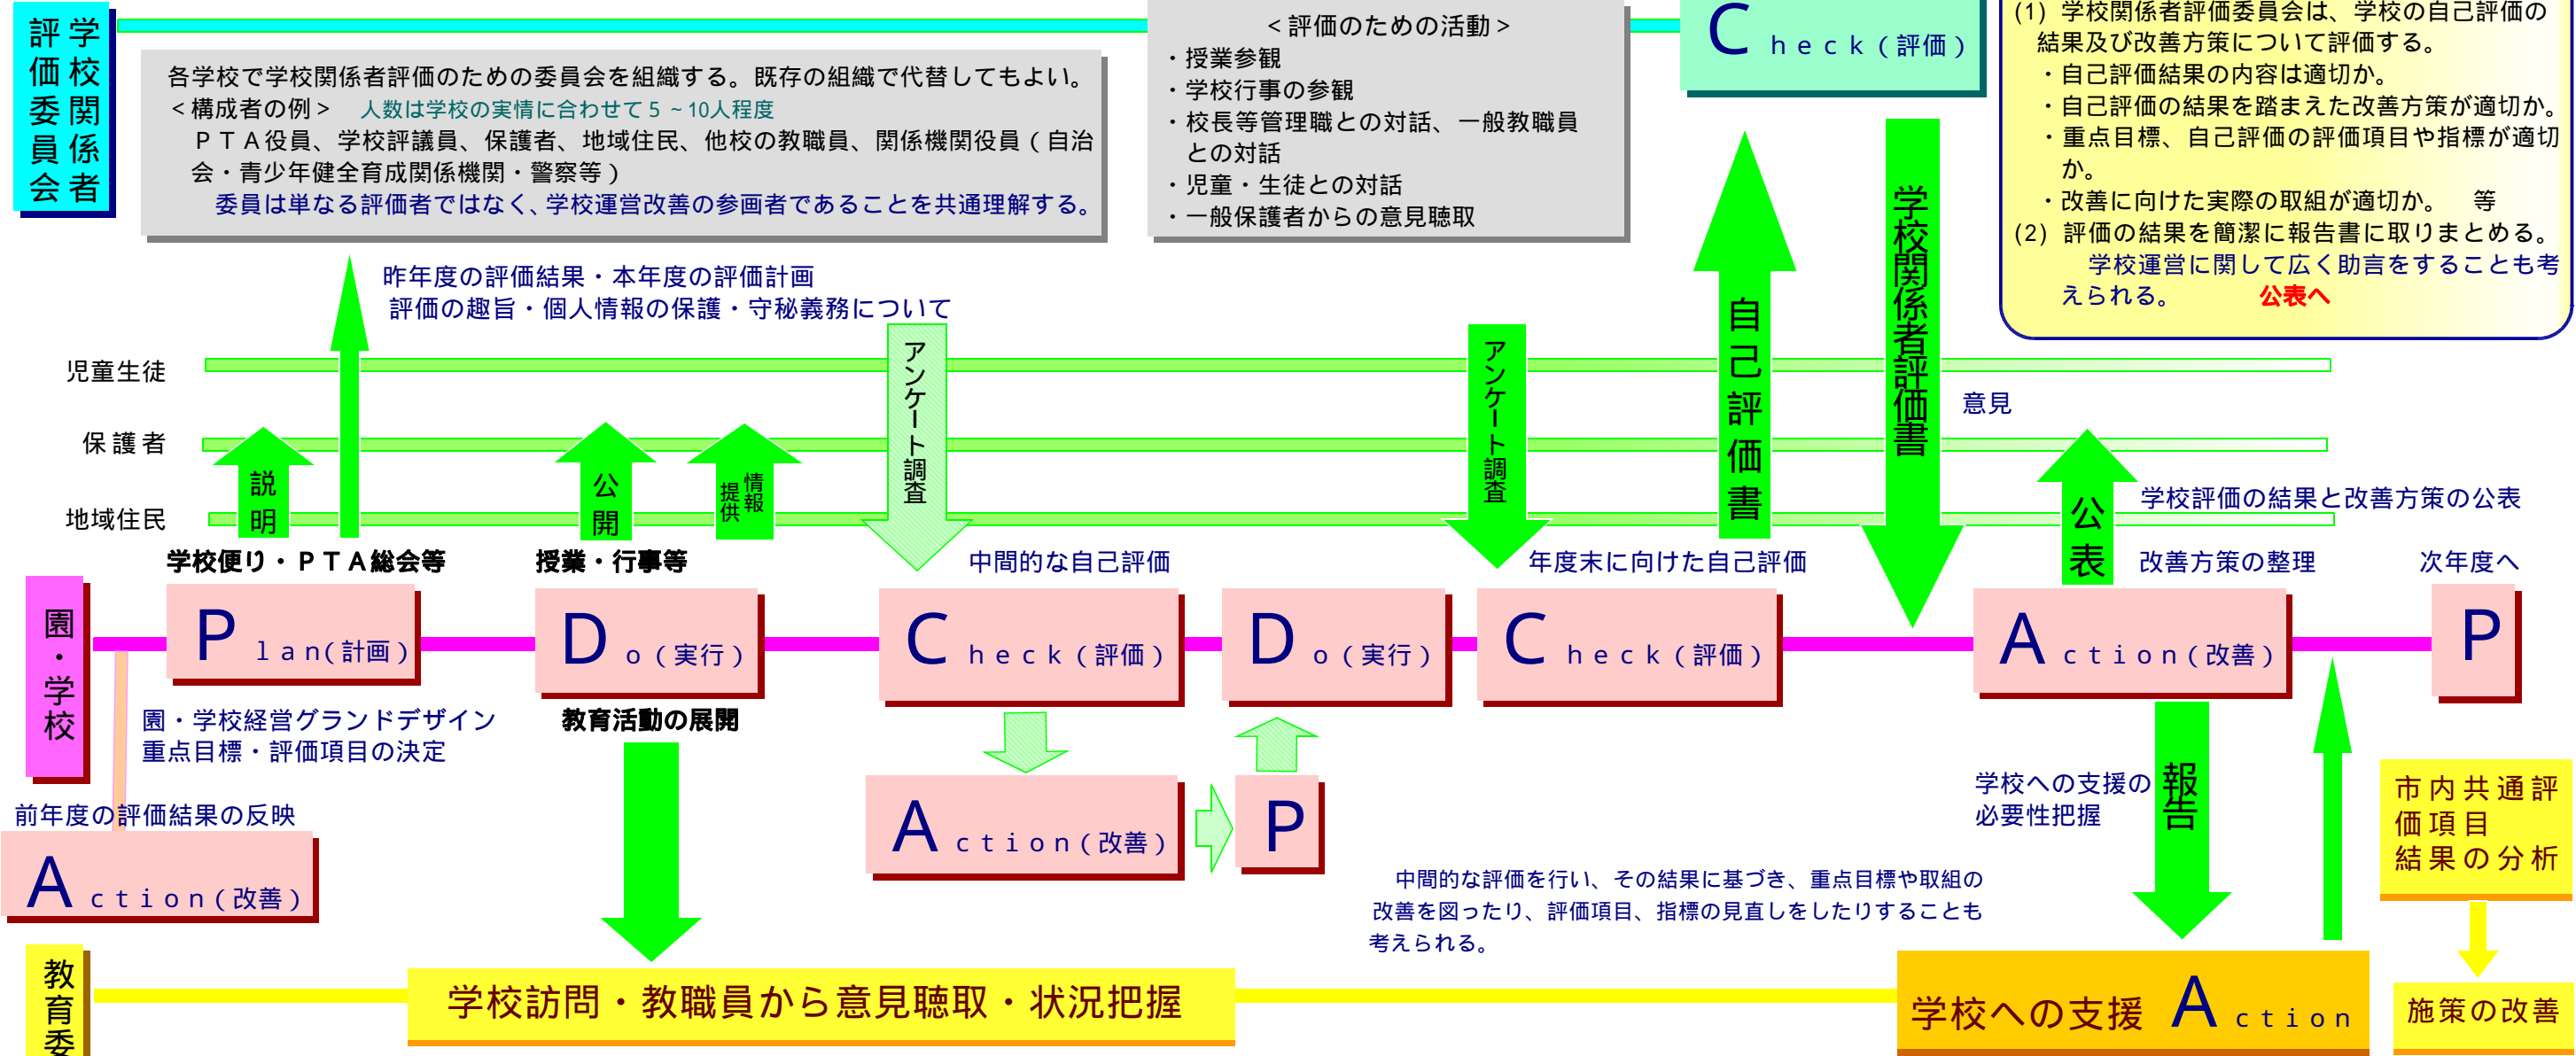 学校関係者
評価委員会
各学校で学校関係者評価のための委員会を組織する。既存の組織で代替してもよい。
＜構成者の例＞　人数は学校の実情に合わせて５～10人程度
ＰＴＡ役員、学校評議員、保護者、地域住民、他校の教職員、関係機関役員（自治
会・青少年健全育成関係機関・警察等）
委員は単なる評価者ではなく、学校運営改善の参画者であることを共通理解する。
＜評価のための活動＞
・授業参観
・学校行事の参観
・校長等管理職との対話、一般教職員
との対話
・児童・生徒との対話
・一般保護者からの意見聴取
Ｃｈｅｃｋ（評価）
(1) 学校関係者評価委員会は、学校の自己評価の
結果及び改善方策について評価する。
・自己評価結果の内容は適切か。
・自己評価の結果を踏まえた改善方策が適切か。
・重点目標、自己評価の評価項目や指標が適切
か。
・改善に向けた実際の取組が適切か。　等
(2) 評価の結果を簡潔に報告書に取りまとめる。
学校運営に関して広く助言をすることも考
えられる。　公表へ
昨年度の評価結果・本年度の評価計画
評価の趣旨・個人情報の保護・守秘義務について
児童生徒
保護者
地域住民
説明
公開
情報
提供
アンケート調査
アンケート調査
自己評価書
学校関係者評価書
意見
公表
学校評価の結果と改善方策の公表
学校便り・ＰＴＡ総会等
授業・行事等
中間的な自己評価
年度末に向けた自己評価
改善方策の整理
次年度へ
園・学校
Ｐｌａｎ(計画)
Ｄｏ（実行）
Ｃｈｅｃｋ（評価）
Ｄｏ（実行）
Ｃｈｅｃｋ（評価）
Ａｃｔｉｏｎ(改善)
Ｐ
園・学校経営グランドデザイン
重点目標・評価項目の決定
教育活動の展開
前年度の評価結果の反映
Ａｃｔｉｏｎ(改善)
Ａｃｔｉｏｎ(改善)
Ｐ
中間的な評価を行い、その結果に基づき、重点目標や取組の
改善を図ったり、評価項目、指標の見直しをしたりすることも
考えられる。
学校への支援の
必要性把握
報告
市内共通評
価項目
結果の分析
教育委
学校訪問・教職員から意見聴取・状況把握
学校への支援　Ａｃｔｉｏｎ
施策の改善